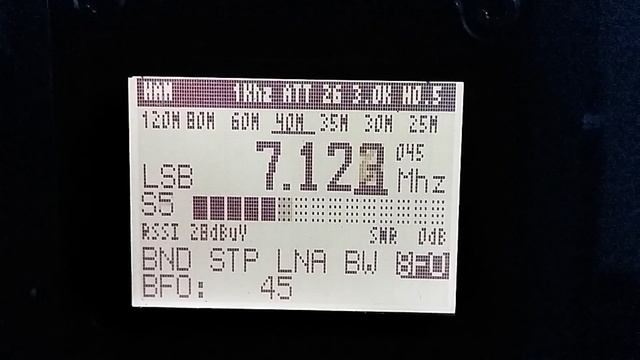 1Khz ATT 26 3.0K
120M 80M 60M 40M 35M 30M 25M
7.123 045
LSB Mhz
S5
RSSI 28dBuV SNR 0dB
BND STP LNA BW BFO
BFO: 45